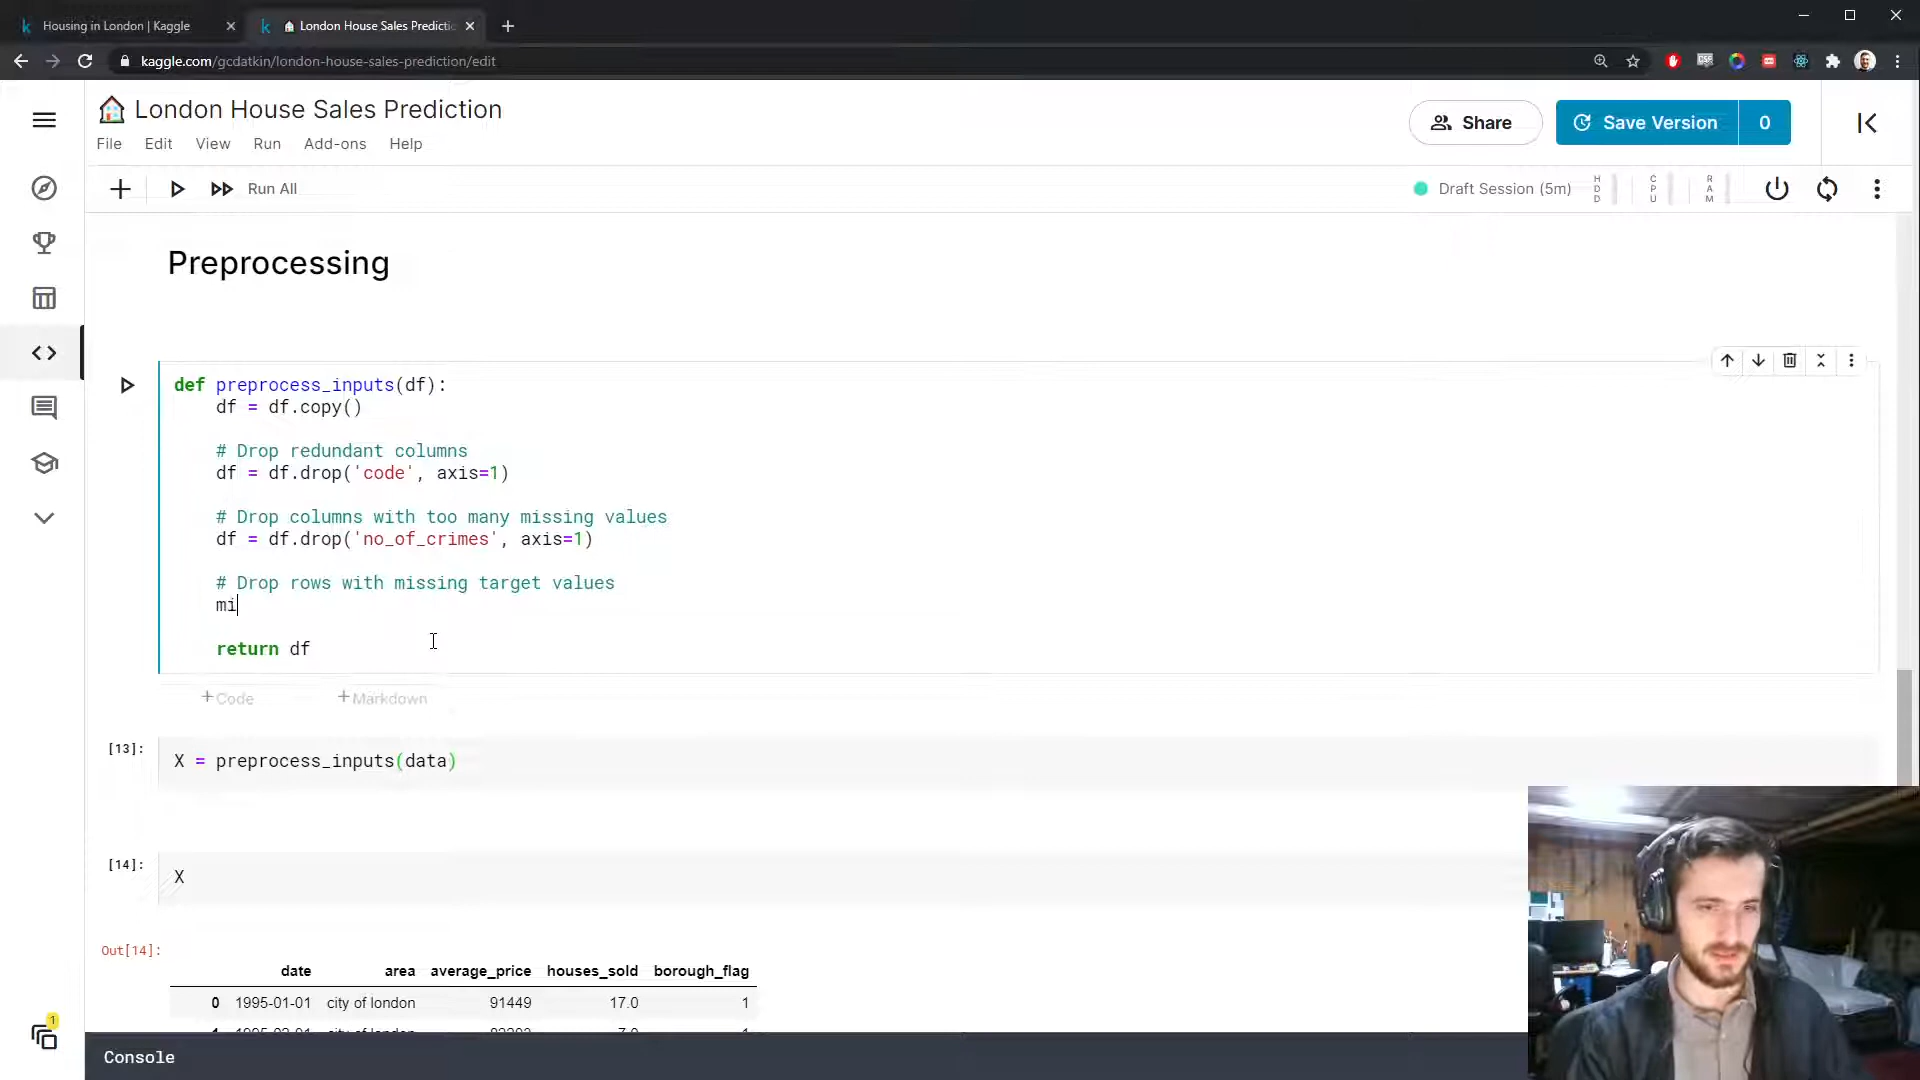 Housing in London | Kaggle
London House Sales Predictio
kaggle.com/gcdatkin/london-house-sales-prediction/edit
London House Sales Prediction
File Edit View Run Add-ons Help
Share
Save Version 0
Run All
Draft Session (5m)
HDD
CPU
RAM
Preprocessing
def preprocess_inputs(df):
df = df.copy()
# Drop redundant columns
df = df.drop('code', axis=1)
# Drop columns with too many missing values
df = df.drop('no_of_crimes', axis=1)
# Drop rows with missing target values
mi
return df
+ Code + Markdown
[13]:
X = preprocess_inputs(data)
[14]:
X
Out[14]:
date area average_price houses_sold borough_flag
0 1995-01-01 city of london 91449 17.0 1
1
Console